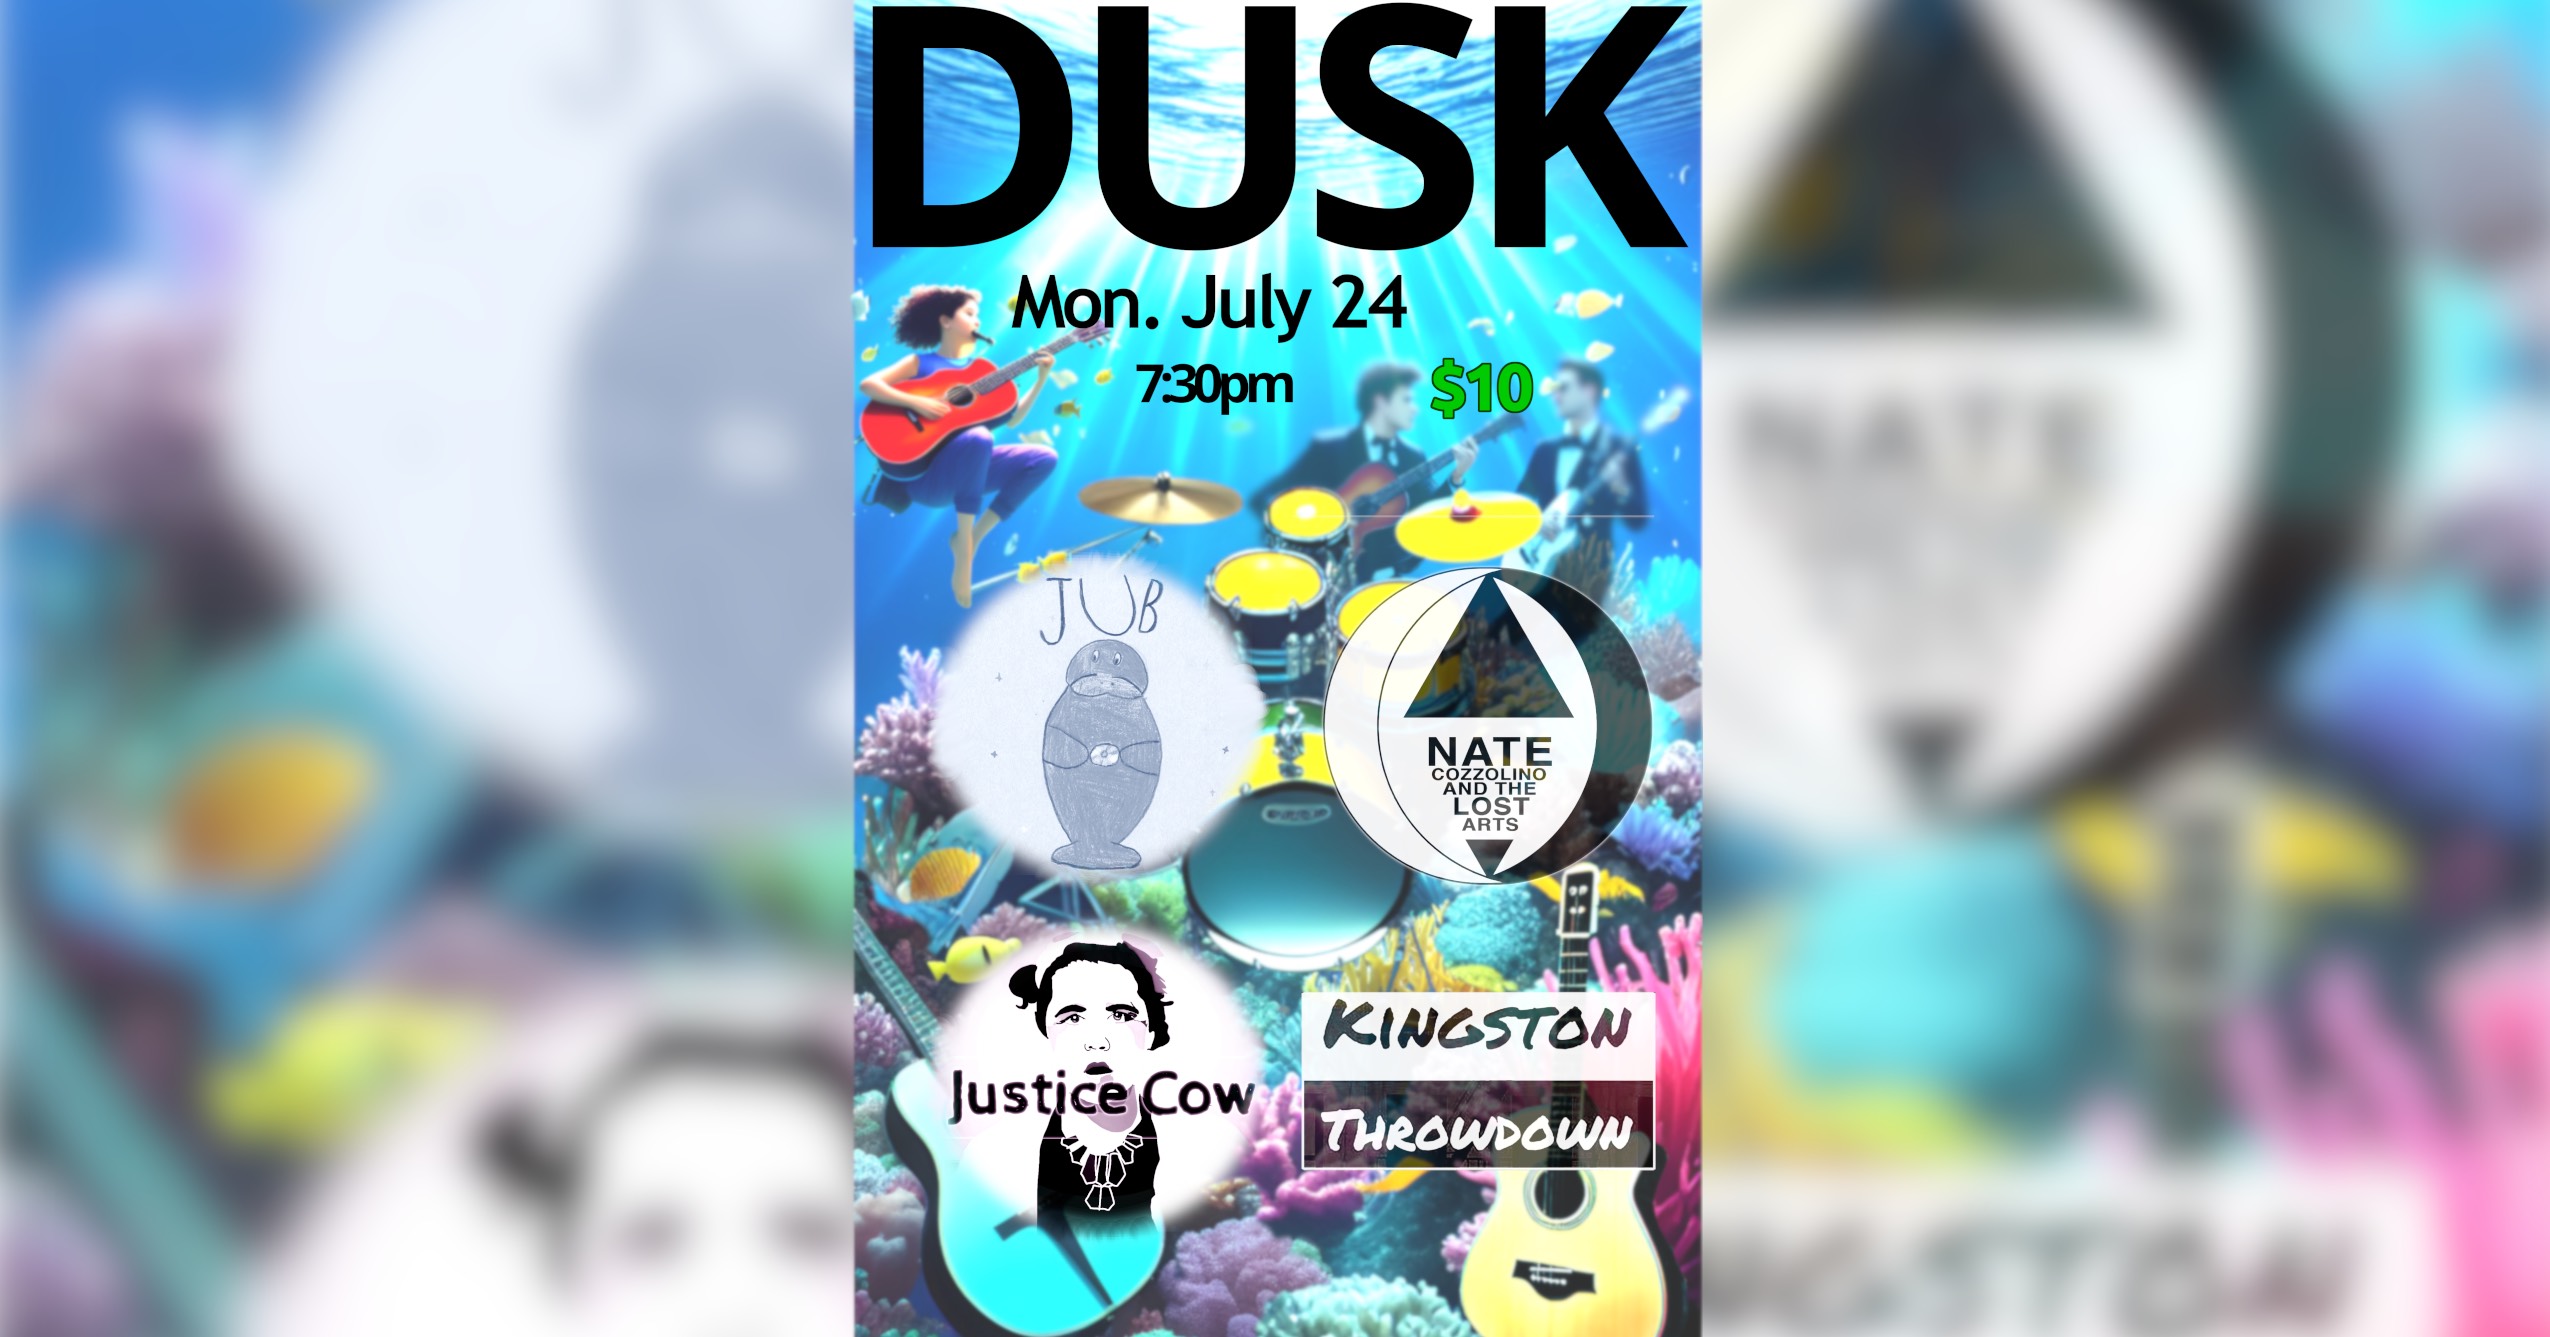 DUSK
Mon. July 24
7:30pm
$10
JUB
NATE
COZZOLINO
AND THE
LOST
ARTS
Justice Cow
KINGSTON
THROWDOWN